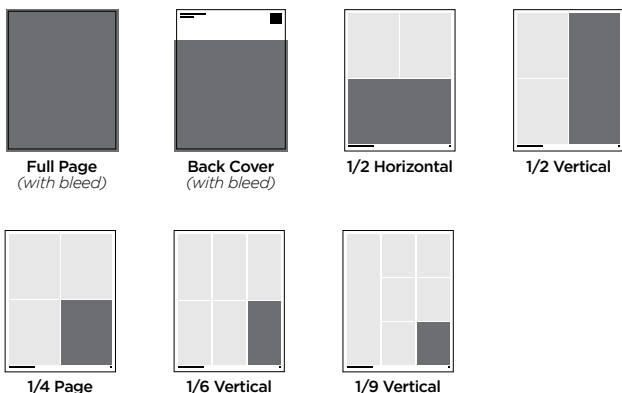 Full Page
(with bleed)
Back Cover
(with bleed)
1/2 Horizontal
1/2 Vertical
1/4 Page
1/6 Vertical
1/9 Vertical